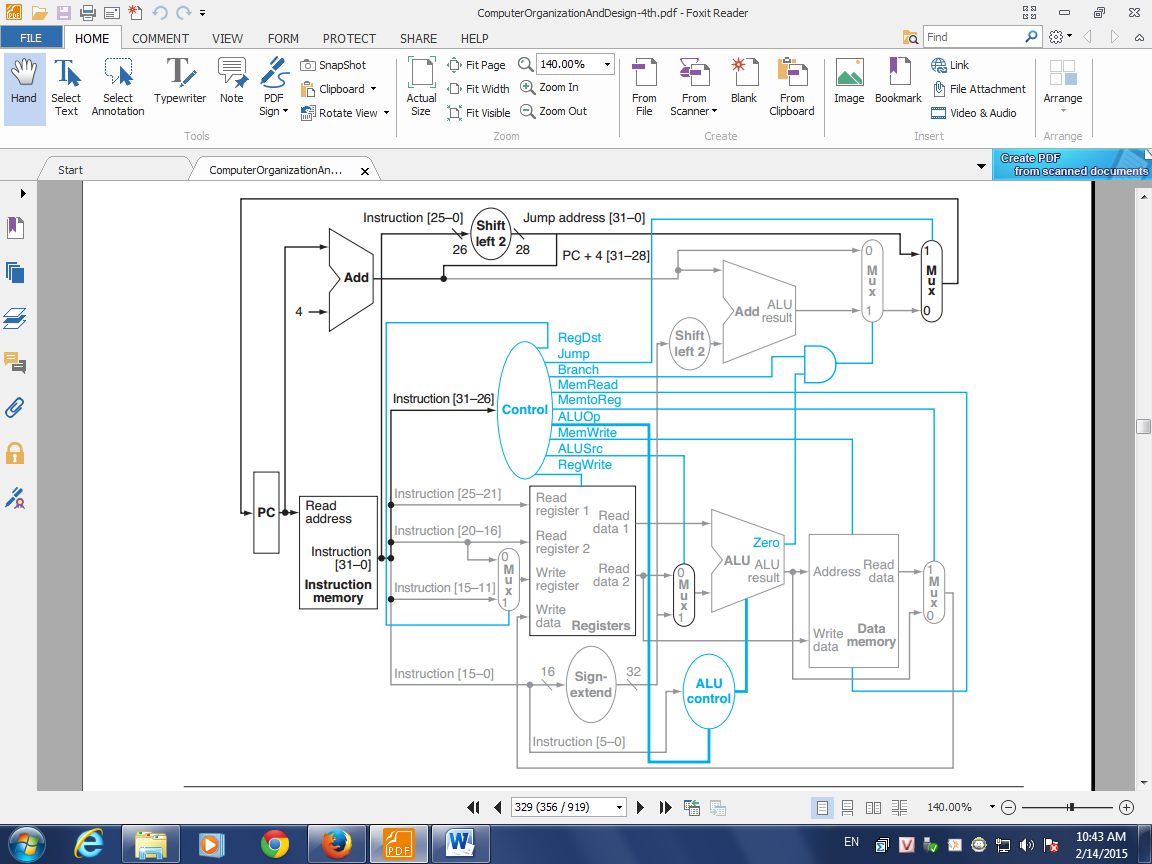 ComputerOrganizationAndDesign-4th.pdf - Foxit Reader
FILE HOME COMMENT VIEW FORM PROTECT SHARE HELP Find
Hand
Select Text
Select Annotation
Typewriter
Note
PDF Sign
SnapShot
Clipboard
Rotate View
Tools
Actual Size
Fit Page
Fit Width
Fit Visible
140.00%
Zoom In
Zoom Out
Zoom
From File
From Scanner
Blank
From Clipboard
Create
Image
Bookmark
Link
File Attachment
Video & Audio
Insert
Arrange
Arrange
Start
ComputerOrganizationAn...
Create PDF
from scanned documents
Instruction [25–0]
Shift left 2
Jump address [31–0]
26
28
PC + 4 [31–28]
Add
4
0
M
u
x
1
1
M
u
x
0
Add ALU result
Shift left 2
RegDst
Jump
Branch
MemRead
MemtoReg
ALUOp
MemWrite
ALUSrc
RegWrite
Instruction [31–26]
Control
PC
Read address
Instruction [31–0]
Instruction memory
Instruction [25–21]
Instruction [20–16]
Instruction [15–11]
0
M
u
x
1
Read register 1
Read register 2
Write register
Write data
Read data 1
Read data 2
Registers
0
M
u
x
1
Zero
ALU ALU result
Address
Read data
Write data
Data memory
1
M
u
x
0
Instruction [15–0]
16
Sign-extend
32
ALU control
Instruction [5–0]
329 (356 / 919)
140.00%
EN
10:43 AM
2/14/2015